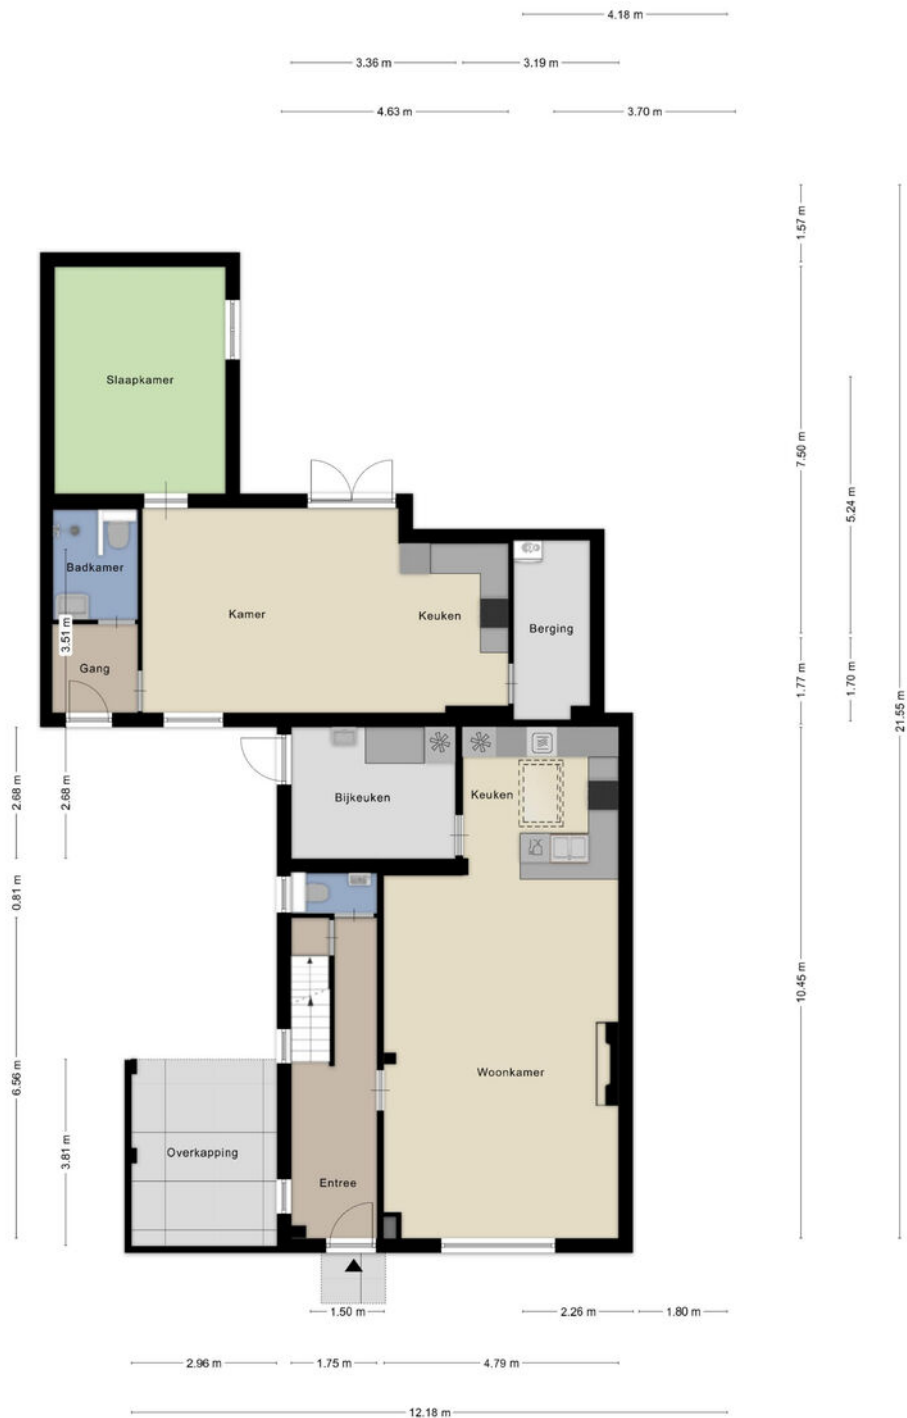 4.18 m
3.36 m
3.19 m
4.63 m
3.70 m
1.57 m
Slaapkamer
7.50 m
5.24 m
Badkamer
Kamer
Keuken
Berging
3.51 m
Gang
1.77 m
1.70 m
21.55 m
2.68 m
2.68 m
Bijkeuken
Keuken
0.81 m
10.45 m
6.56 m
Woonkamer
3.81 m
Overkapping
Entree
1.50 m
2.26 m
1.80 m
2.96 m
1.75 m
4.79 m
12.18 m